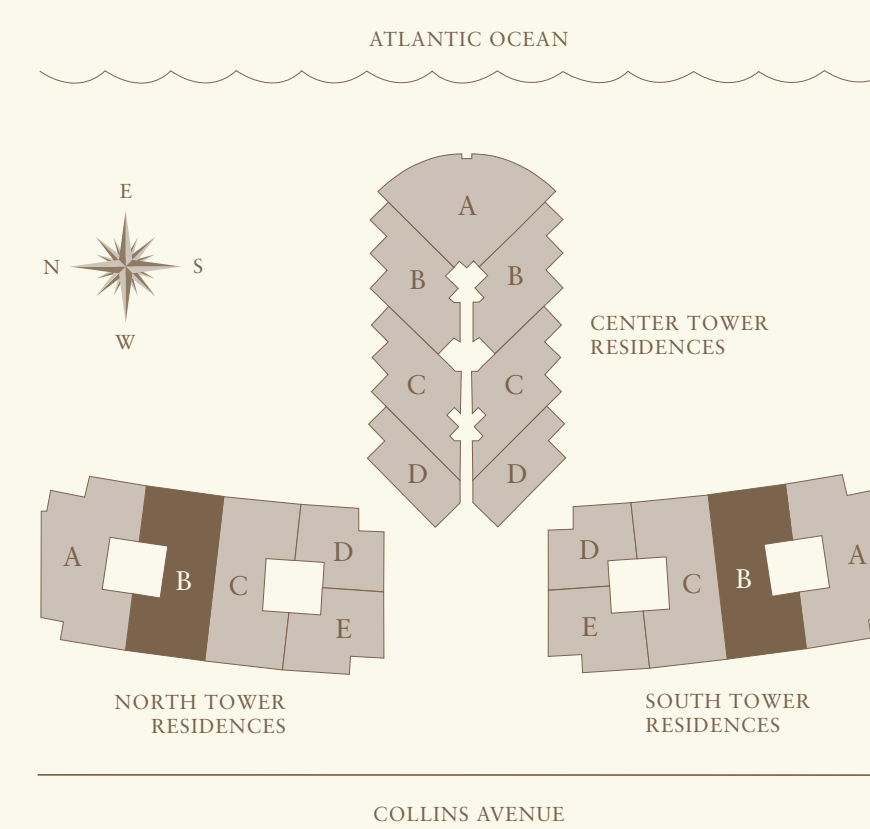 ATLANTIC OCEAN
E
N
S
W
A
B
B
CENTER TOWER
RESIDENCES
C
C
D
D
A
B
C
D
E
D
E
C
B
A
NORTH TOWER
RESIDENCES
SOUTH TOWER
RESIDENCES
COLLINS AVENUE